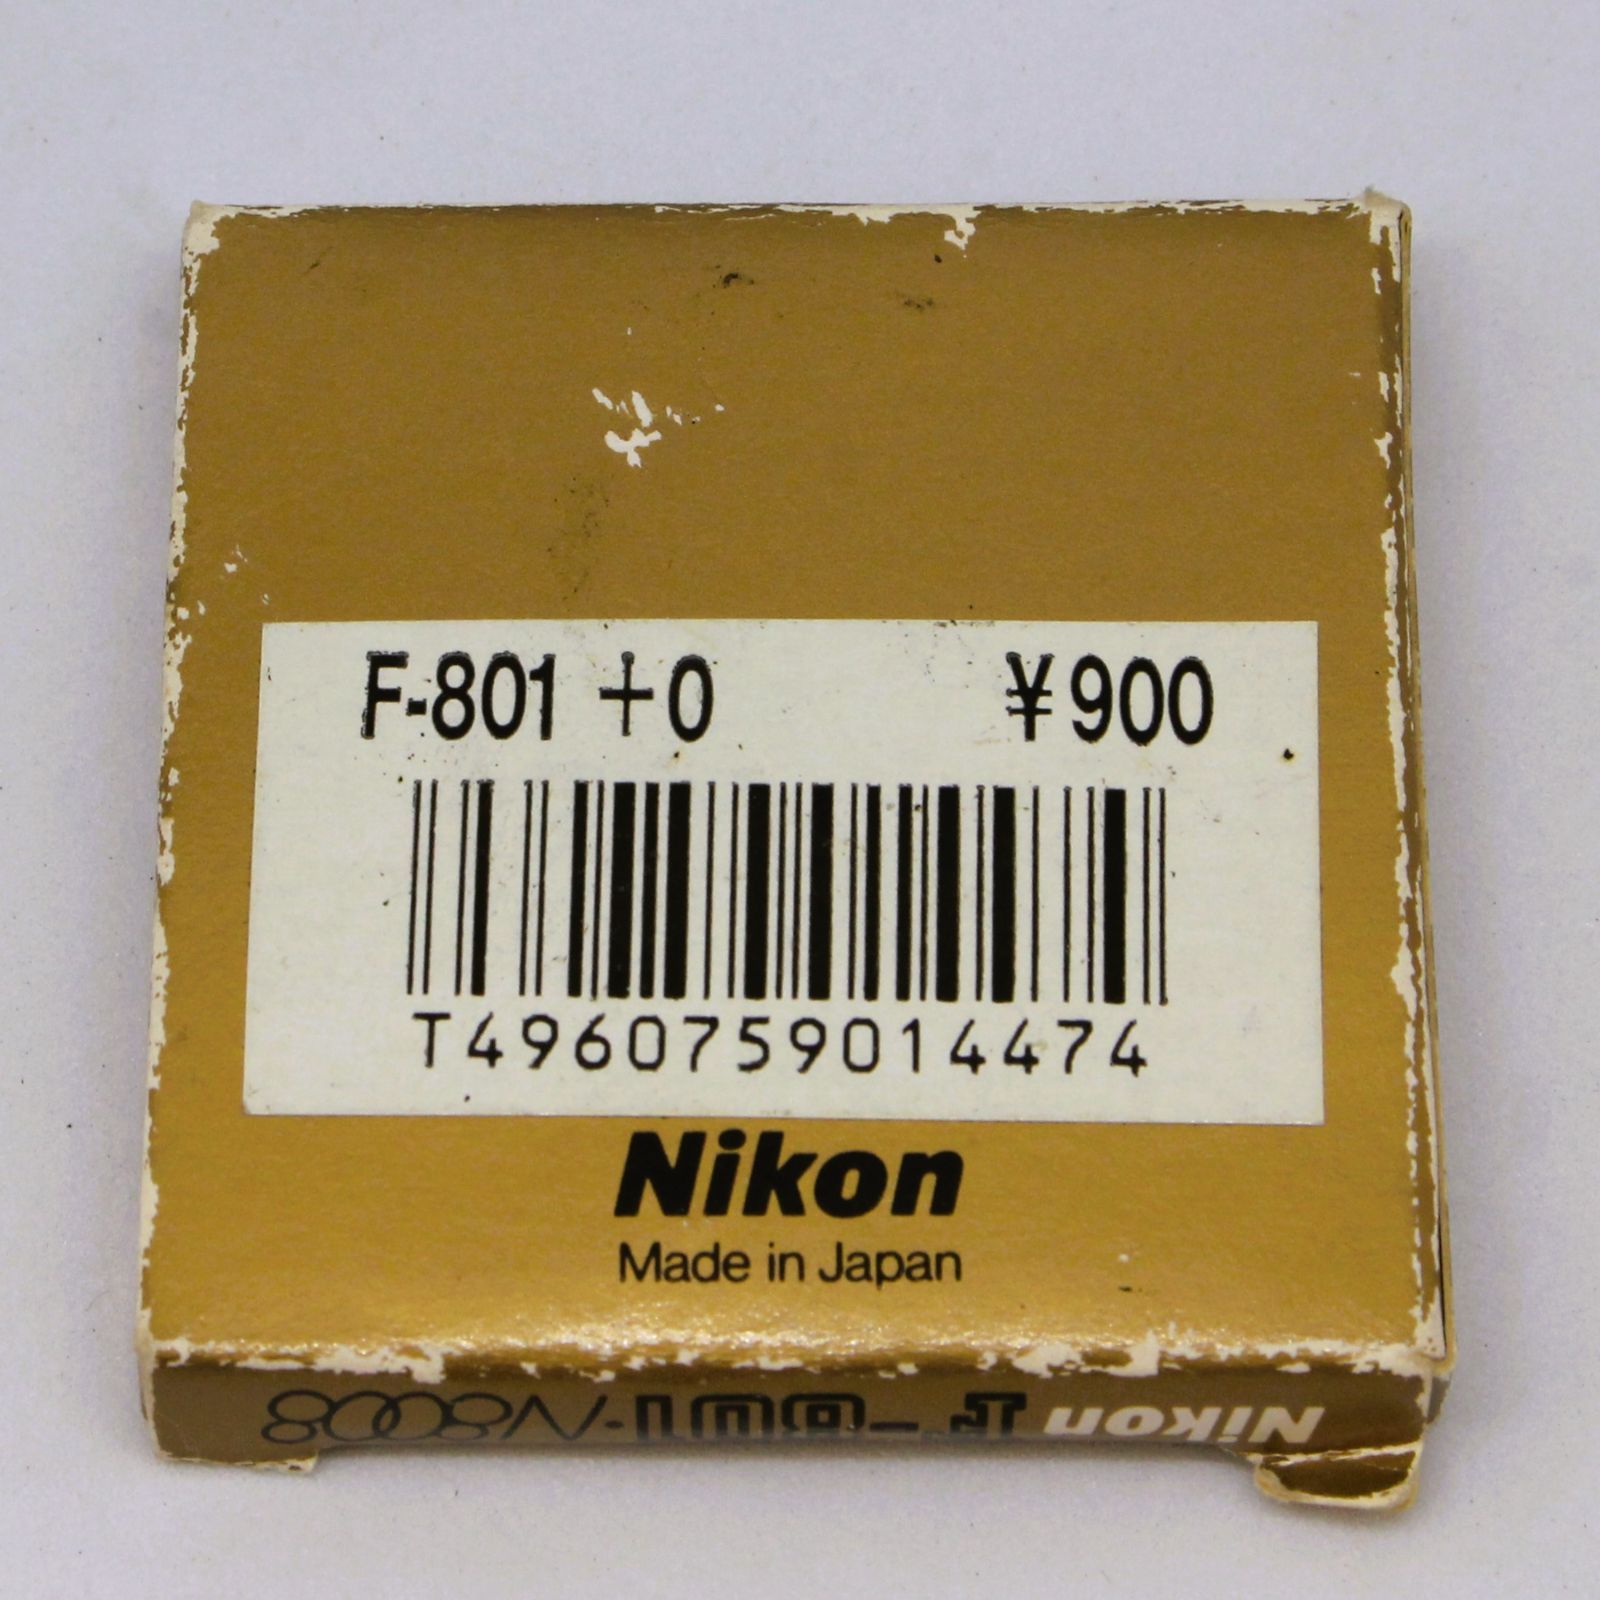 F-801 +0 ¥900
T4960759014474
Nikon
Made in Japan
Nikon F-801·N8008